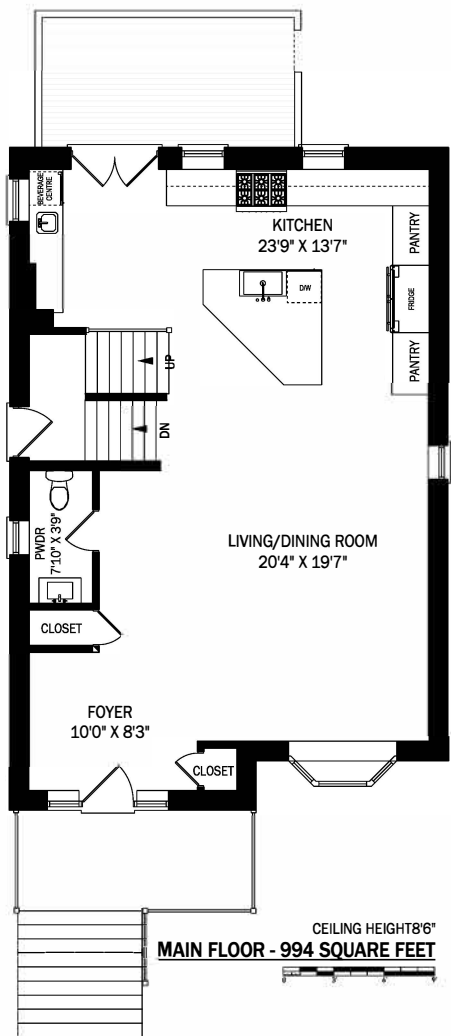 BEVERAGE
CENTRE
KITCHEN
23'9" X 13'7"
PANTRY
D/W
FRIDGE
PANTRY
UP
DN
PWDR
7'10" X 3'9"
LIVING/DINING ROOM
20'4" X 19'7"
CLOSET
FOYER
10'0" X 8'3"
CLOSET
CEILING HEIGHT8'6"
MAIN FLOOR - 994 SQUARE FEET